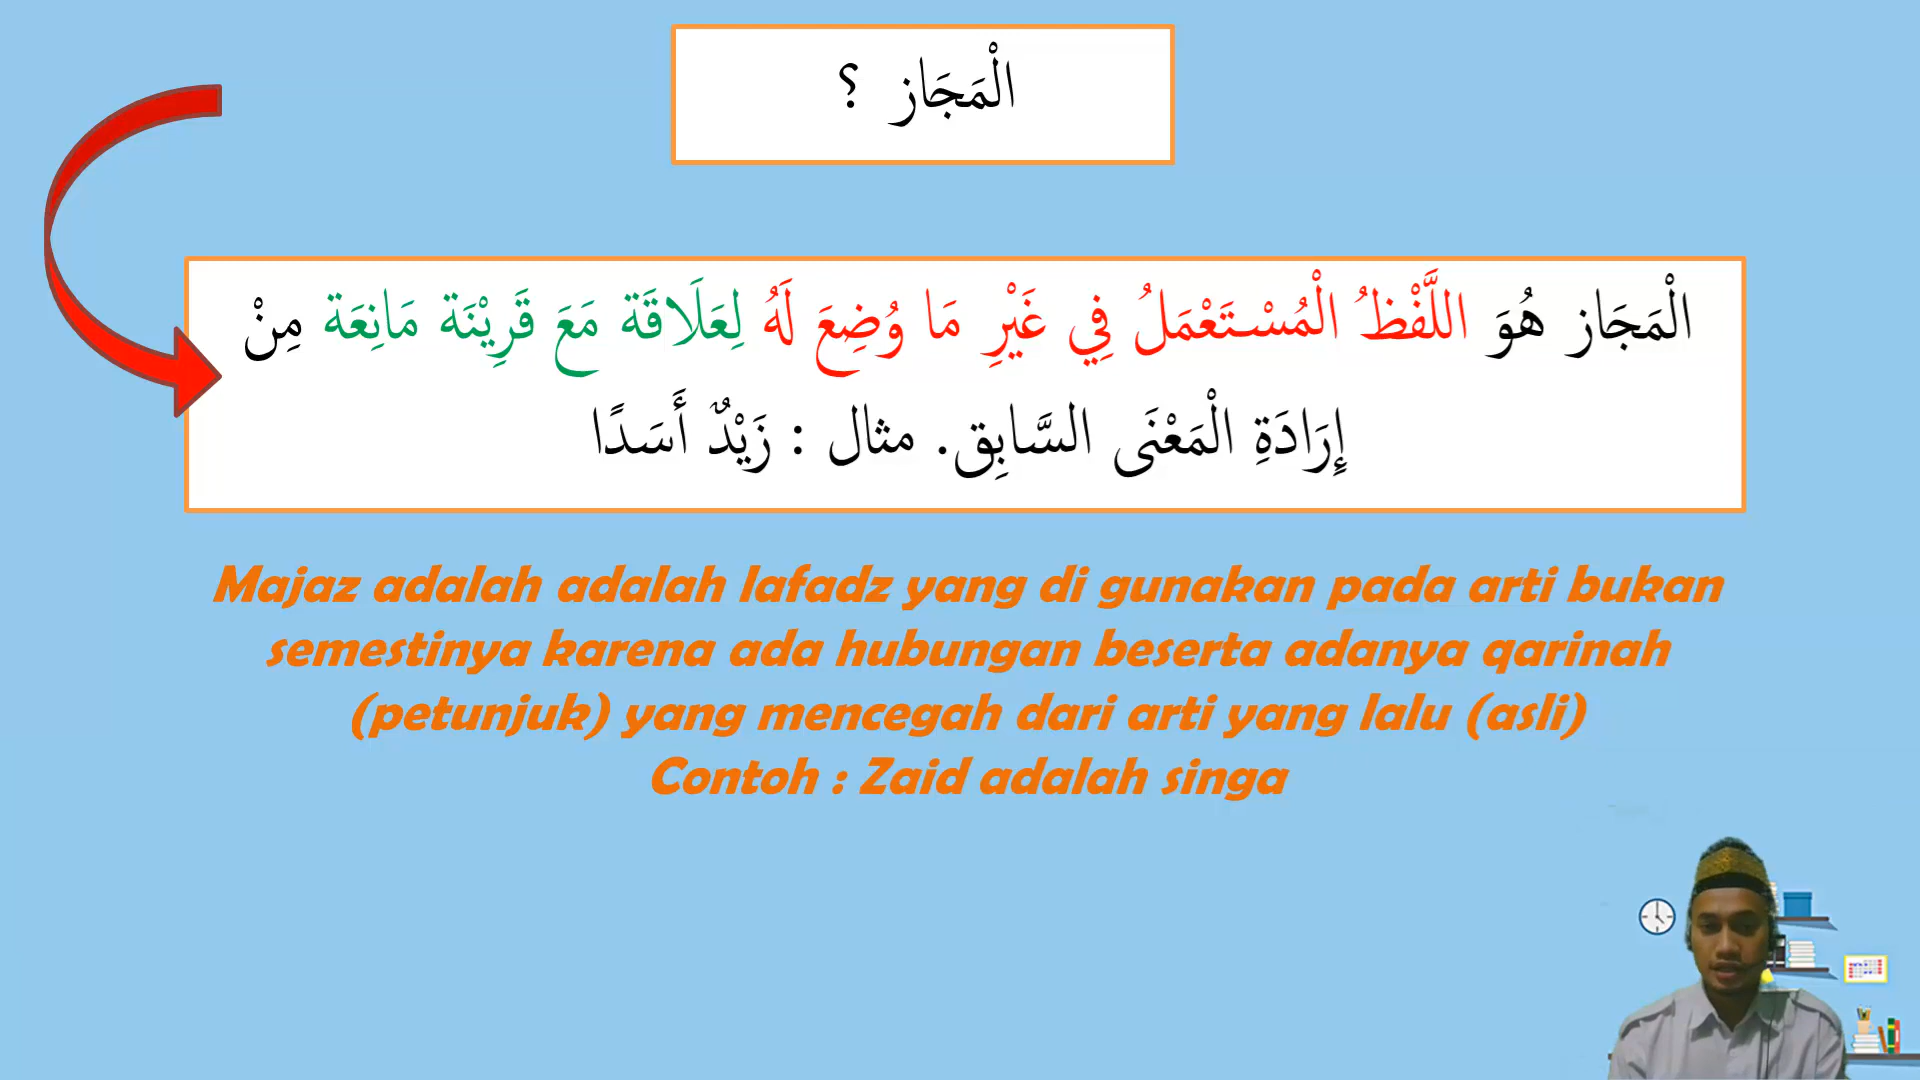 الْمَجَاز ؟
الْمَجَاز هُوَ اللَّفْظُ الْمُسْتَعْمَلُ فِي غَيْرِ مَا وُضِعَ لَهُ لِعَلَاقَة مَعَ قَرِيْنَة مَانِعَة مِنْ
إِرَادَةِ الْمَعْنَى السَّابِق. مثال : زَيْدٌ أَسَدًا
Majaz adalah adalah lafadz yang di gunakan pada arti bukan
semestinya karena ada hubungan beserta adanya qarinah
(petunjuk) yang mencegah dari arti yang lalu (asli)
Contoh : Zaid adalah singa